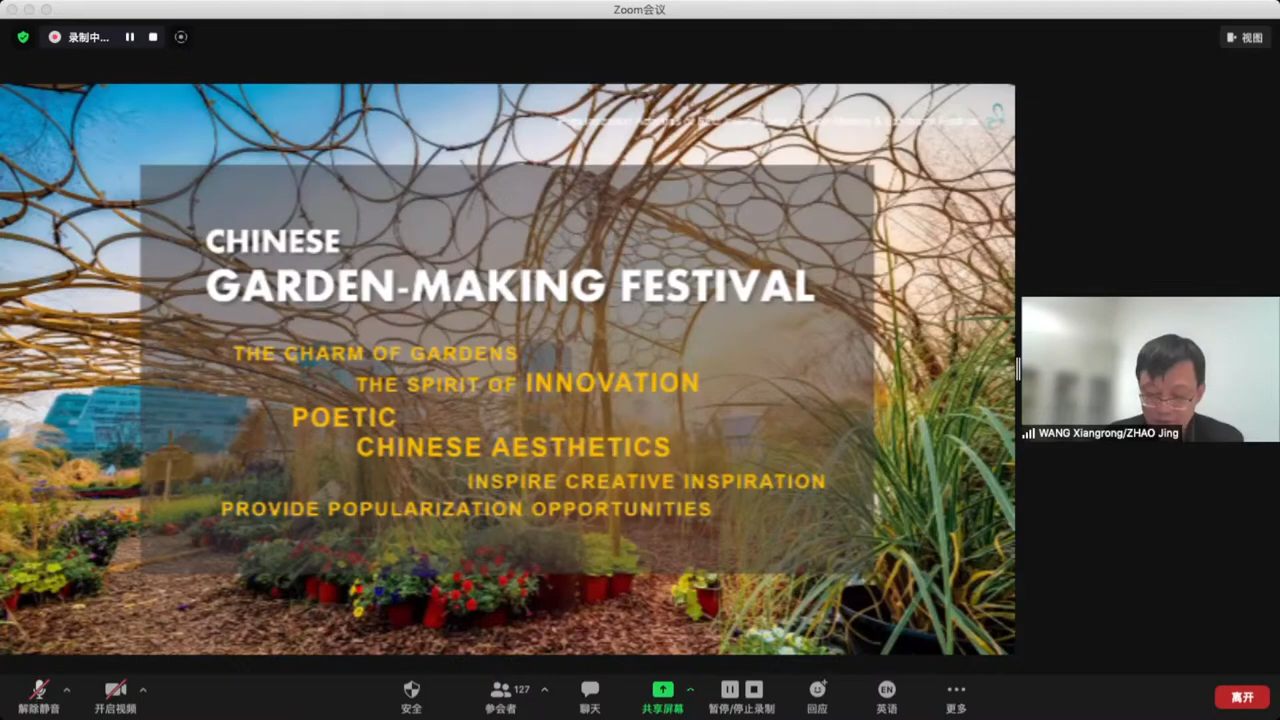 Zoom会议
录制中...
视图
CHINESE
GARDEN-MAKING FESTIVAL
THE CHARM OF GARDENS
THE SPIRIT OF INNOVATION
POETIC
CHINESE AESTHETICS
INSPIRE CREATIVE INSPIRATION
PROVIDE POPULARIZATION OPPORTUNITIES
WANG Xiangrong/ZHAO Jing
解除静音
开启视频
安全
127
参会者
聊天
共享屏幕
暂停/停止录制
回应
EN
英语
更多
离开